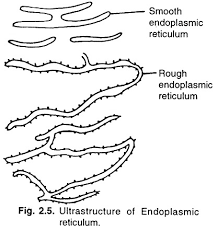 Smooth
endoplasmic
reticulum
Rough
endoplasmic
reticulum
Fig. 2.5. Ultrastructure of Endoplasmic
reticulum.